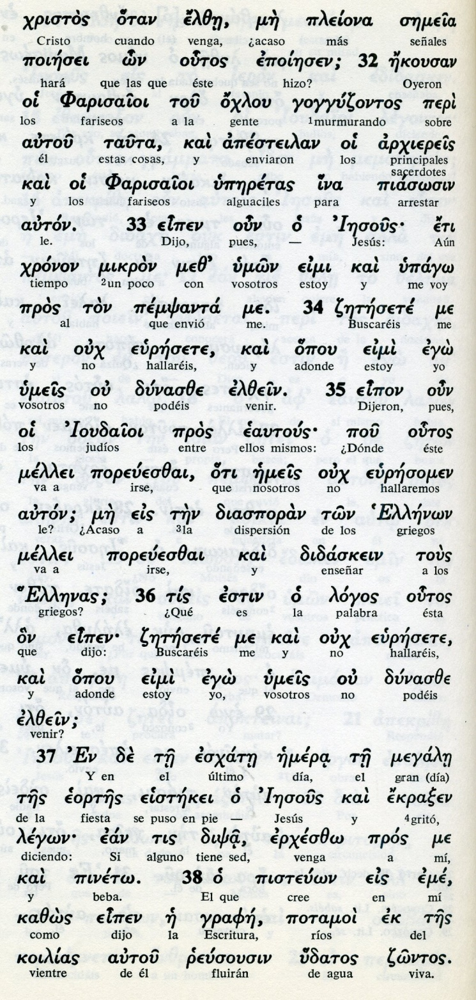 χριστὸς ὅταν ἔλθῃ, μὴ πλείονα σημεῖα
Cristo cuando venga, ¿acaso más señales
ποιήσει ὧν οὗτος ἐποίησεν; 32 ἤκουσαν
hará que las que éste hizo? Oyeron
οἱ Φαρισαῖοι τοῦ ὄχλου γογγύζοντος περὶ
los fariseos a la gente 1murmurando sobre
αὐτοῦ ταῦτα, καὶ ἀπέστειλαν οἱ ἀρχιερεῖς
él estas cosas, y enviaron los principales
sacerdotes
καὶ οἱ Φαρισαῖοι ὑπηρέτας ἵνα πιάσωσιν
y los fariseos alguaciles para arrestar
αὐτόν. 33 εἶπεν οὖν ὁ Ἰησοῦς· ἔτι
le. Dijo, pues, — Jesús: Aún
χρόνον μικρὸν μεθ' ὑμῶν εἰμι καὶ ὑπάγω
tiempo 2un poco con vosotros estoy y me voy
πρὸς τὸν πέμψαντά με. 34 ζητήσετέ με
al que envió me. Buscaréis me
καὶ οὐχ εὑρήσετε, καὶ ὅπου εἰμὶ ἐγὼ
y no hallaréis, y adonde estoy yo
ὑμεῖς οὐ δύνασθε ἐλθεῖν. 35 εἶπον οὖν
vosotros no podéis venir. Dijeron, pues,
οἱ Ἰουδαῖοι πρὸς ἑαυτούς· ποῦ οὗτος
los judíos entre ellos mismos: ¿Dónde éste
μέλλει πορεύεσθαι, ὅτι ἡμεῖς οὐχ εὑρήσομεν
va a irse, que nosotros no hallaremos
αὐτόν; μὴ εἰς τὴν διασπορὰν τῶν Ἑλλήνων
le? ¿Acaso a 3la dispersión de los griegos
μέλλει πορεύεσθαι καὶ διδάσκειν τοὺς
va a irse, y enseñar a los
Ἕλληνας; 36 τίς ἐστιν ὁ λόγος οὗτος
griegos? ¿Qué es la palabra ésta
ὃν εἶπεν· ζητήσετέ με καὶ οὐχ εὑρήσετε,
que dijo: Buscaréis me y no hallaréis,
καὶ ὅπου εἰμὶ ἐγὼ ὑμεῖς οὐ δύνασθε
y adonde estoy yo, vosotros no podéis
ἐλθεῖν;
venir?
37 Ἐν δὲ τῇ ἐσχάτῃ ἡμέρᾳ τῇ μεγάλῃ
Y en el último día, el gran (día)
τῆς ἑορτῆς εἱστήκει ὁ Ἰησοῦς καὶ ἔκραξεν
de la fiesta se puso en pie - Jesús y 4gritó,
λέγων· ἐάν τις διψᾷ, ἐρχέσθω πρός με
diciendo: Si alguno tiene sed, venga a mí,
καὶ πινέτω. 38 ὁ πιστεύων εἰς ἐμέ,
y beba. El que cree en mí
καθὼς εἶπεν ἡ γραφή, ποταμοὶ ἐκ τῆς
como dijo la Escritura, ríos del
κοιλίας αὐτοῦ ῥεύσουσιν ὕδατος ζῶντος.
vientre de él fluirán de agua viva.